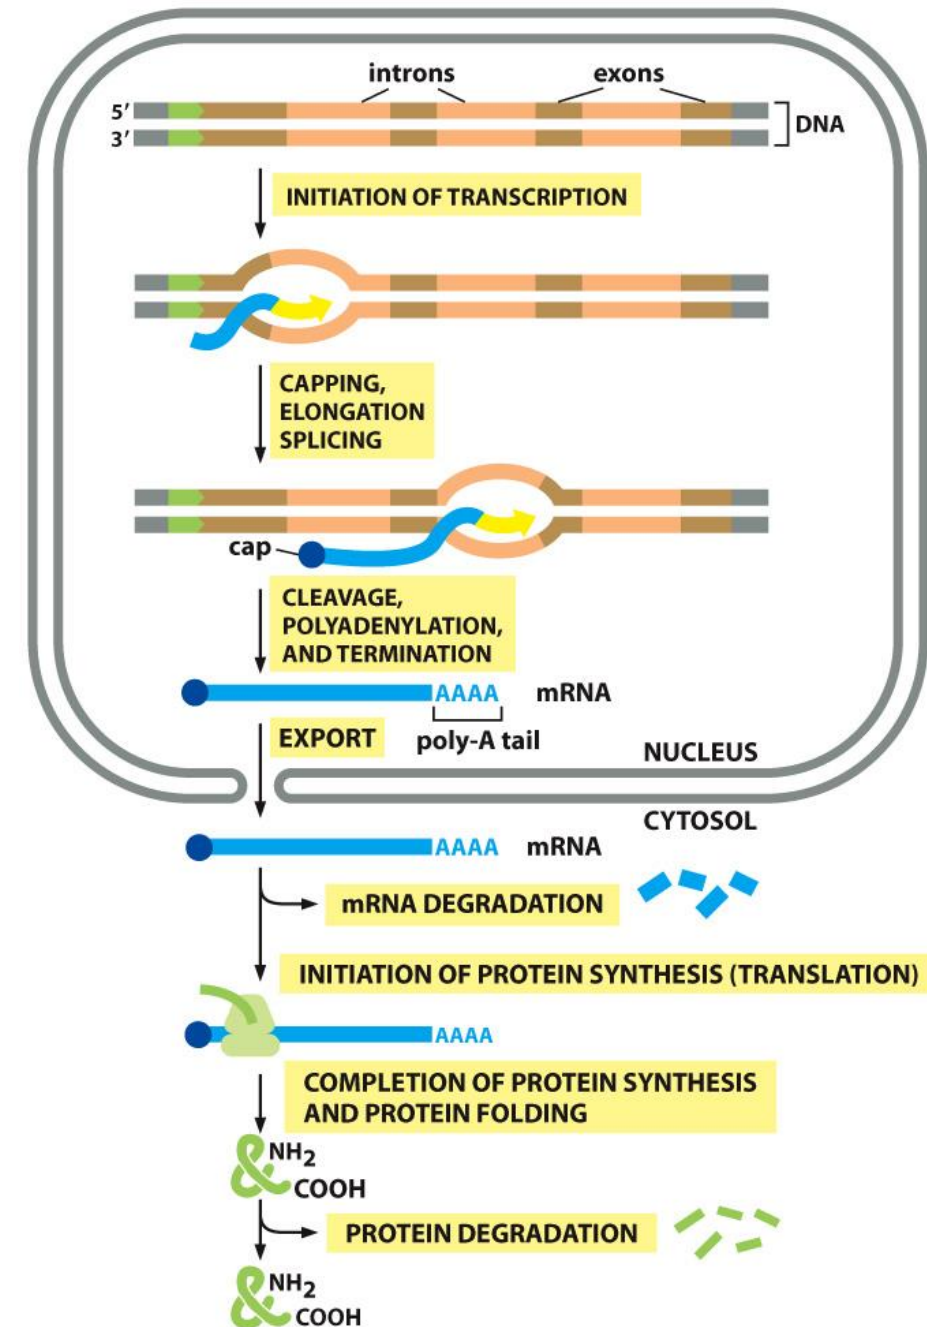 introns exons
5′
3′
DNA
INITIATION OF TRANSCRIPTION
CAPPING,
ELONGATION
SPLICING
cap
CLEAVAGE,
POLYADENYLATION,
AND TERMINATION
AAAA mRNA
poly-A tail
EXPORT
NUCLEUS
CYTOSOL
AAAA mRNA
mRNA DEGRADATION
INITIATION OF PROTEIN SYNTHESIS (TRANSLATION)
AAAA
COMPLETION OF PROTEIN SYNTHESIS
AND PROTEIN FOLDING
NH2
COOH
PROTEIN DEGRADATION
NH2
COOH